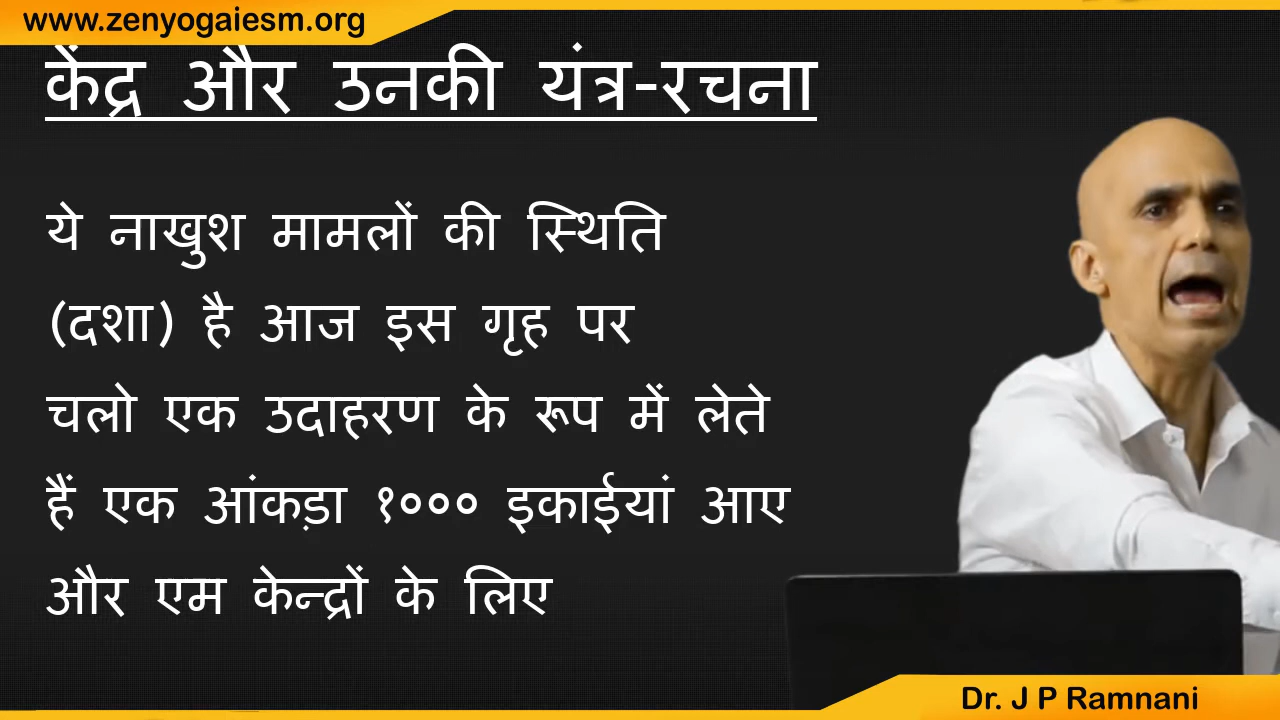 www.zenyogaiesm.org
केंद्र और उनकी यंत्र-रचना
ये नाखुश मामलों की स्थिति
(दशा) है आज इस गृह पर
चलो एक उदाहरण के रूप में लेते
हैं एक आंकड़ा १००० इकाईयां आए
और एम केन्द्रों के लिए
Dr. J P Ramnani